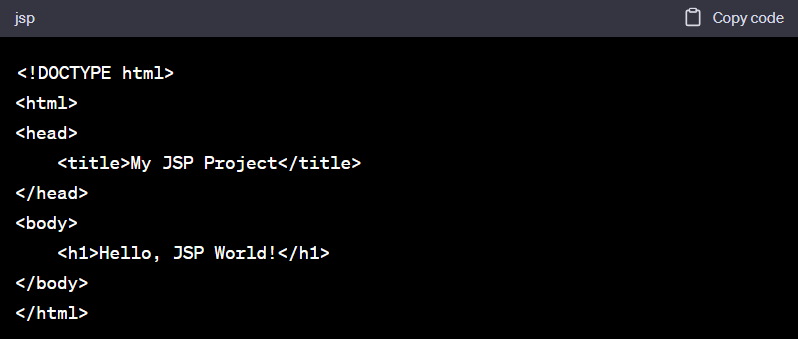 jsp
Copy code
<!DOCTYPE html>
<html>
<head>
    <title>My JSP Project</title>
</head>
<body>
    <h1>Hello, JSP World!</h1>
</body>
</html>